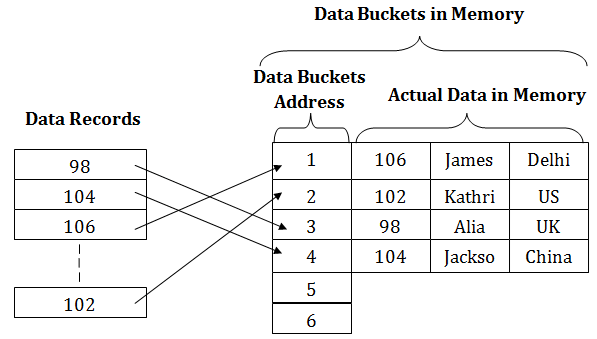 Data Buckets in Memory
Data Buckets
Address
Actual Data in Memory
Data Records
98
104
106
102
1 106 James Delhi
2 102 Kathri US
3 98 Alia UK
4 104 Jackso China
5
6